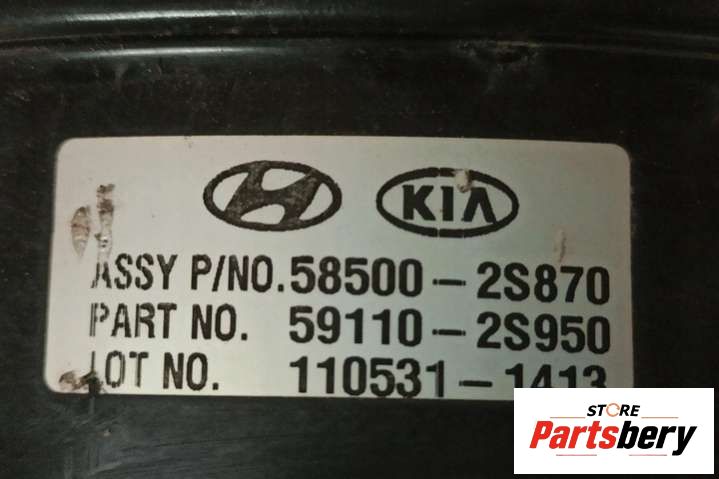 KIA
ASSY P/NO.58500-2S870
PART NO. 59110-2S950
LOT NO. 110531-1413
STORE
Partsbery